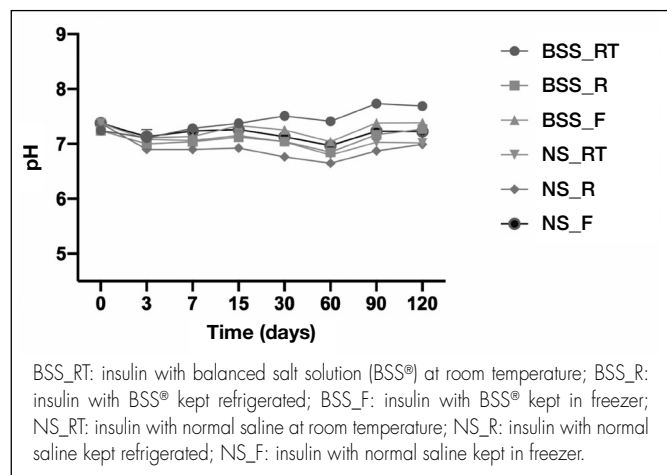 9
8
7
6
5
pH
0 3 7 15 30 60 90 120
Time (days)
BSS_RT
BSS_R
BSS_F
NS_RT
NS_R
NS_F
BSS_RT: insulin with balanced salt solution (BSS®) at room temperature; BSS_R:
insulin with BSS® kept refrigerated; BSS_F: insulin with BSS® kept in freezer;
NS_RT: insulin with normal saline at room temperature; NS_R: insulin with normal
saline kept refrigerated; NS_F: insulin with normal saline kept in freezer.